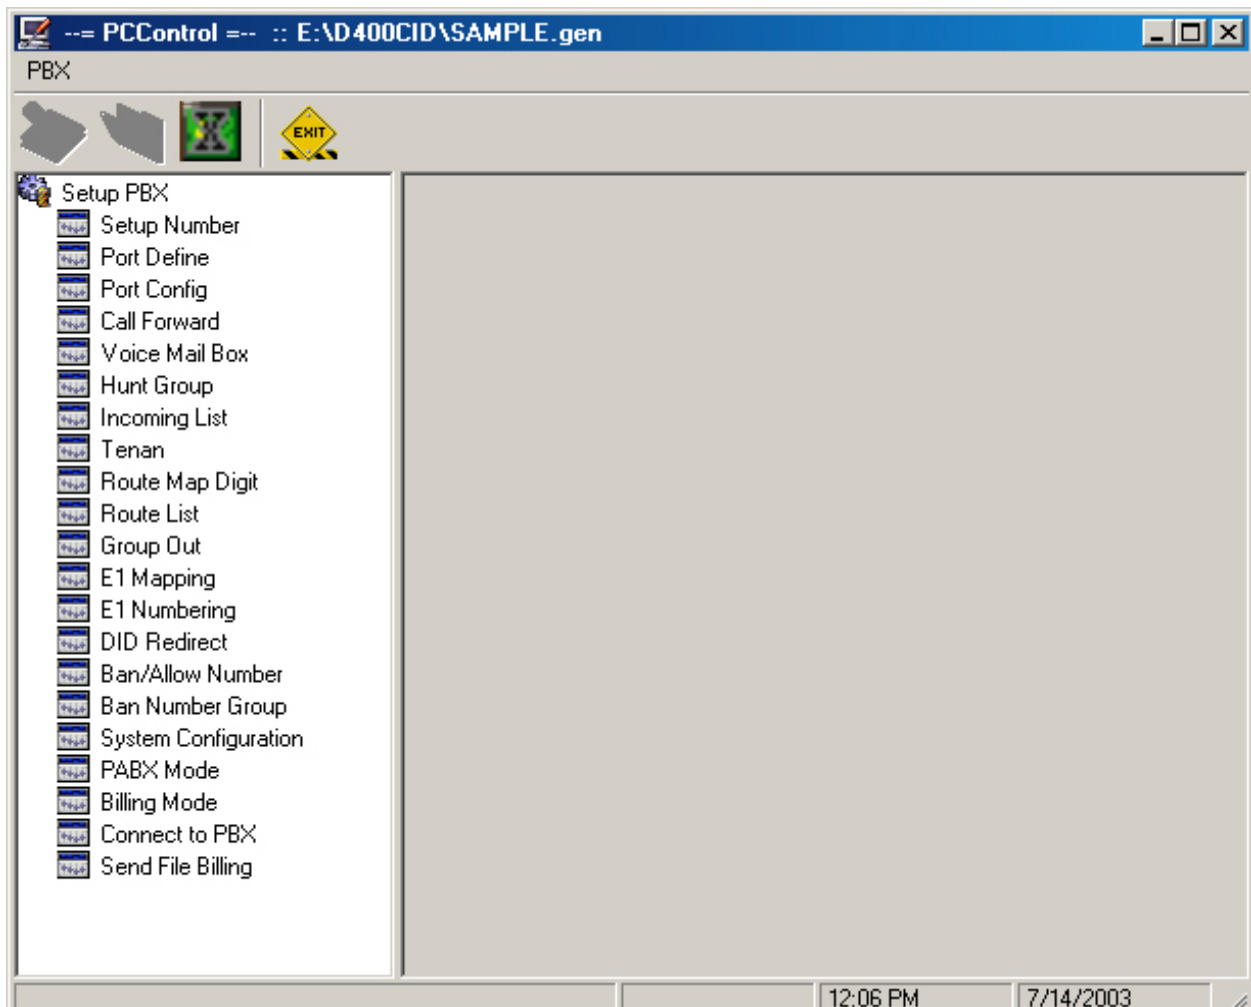 --= PCControl =-- :: E:\D400CID\SAMPLE.gen
PBX
EXIT
Setup PBX
Setup Number
Port Define
Port Config
Call Forward
Voice Mail Box
Hunt Group
Incoming List
Tenan
Route Map Digit
Route List
Group Out
E1 Mapping
E1 Numbering
DID Redirect
Ban/Allow Number
Ban Number Group
System Configuration
PABX Mode
Billing Mode
Connect to PBX
Send File Billing
12:06 PM 7/14/2003